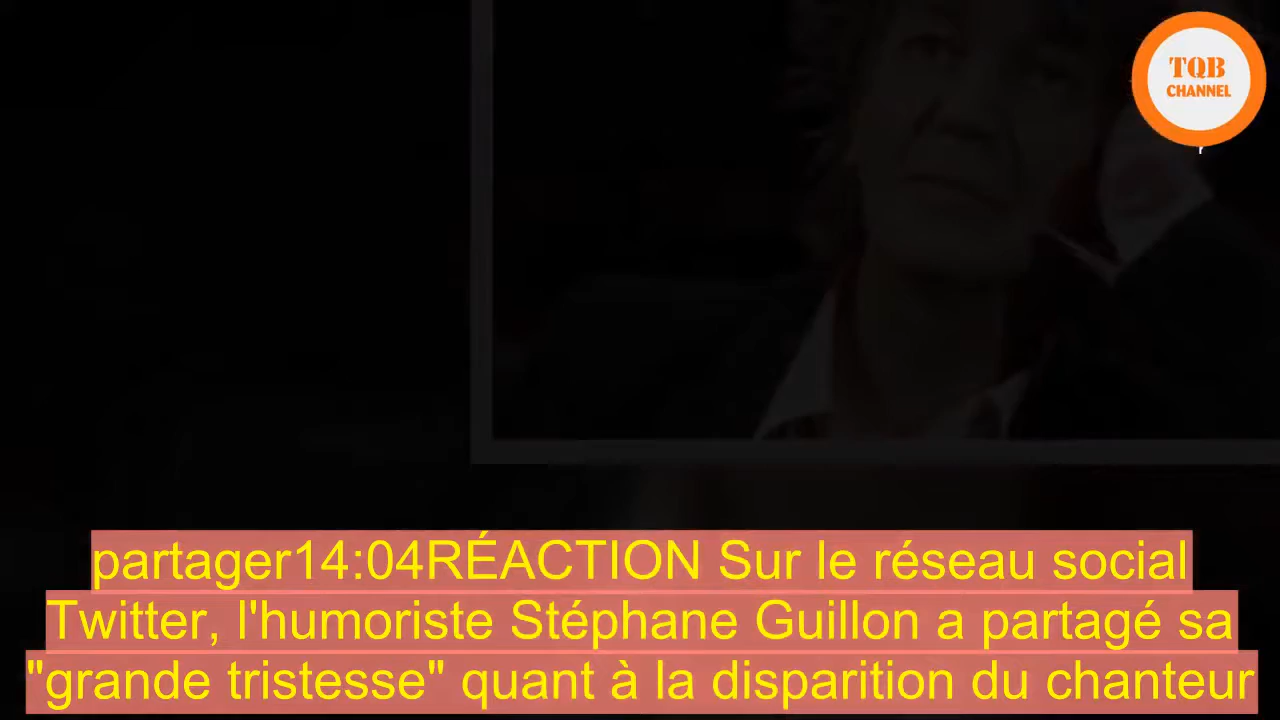 TQB
CHANNEL
r
partager14:04RÉACTION Sur le réseau social
Twitter, l'humoriste Stéphane Guillon a partagé sa
"grande tristesse" quant à la disparition du chanteur